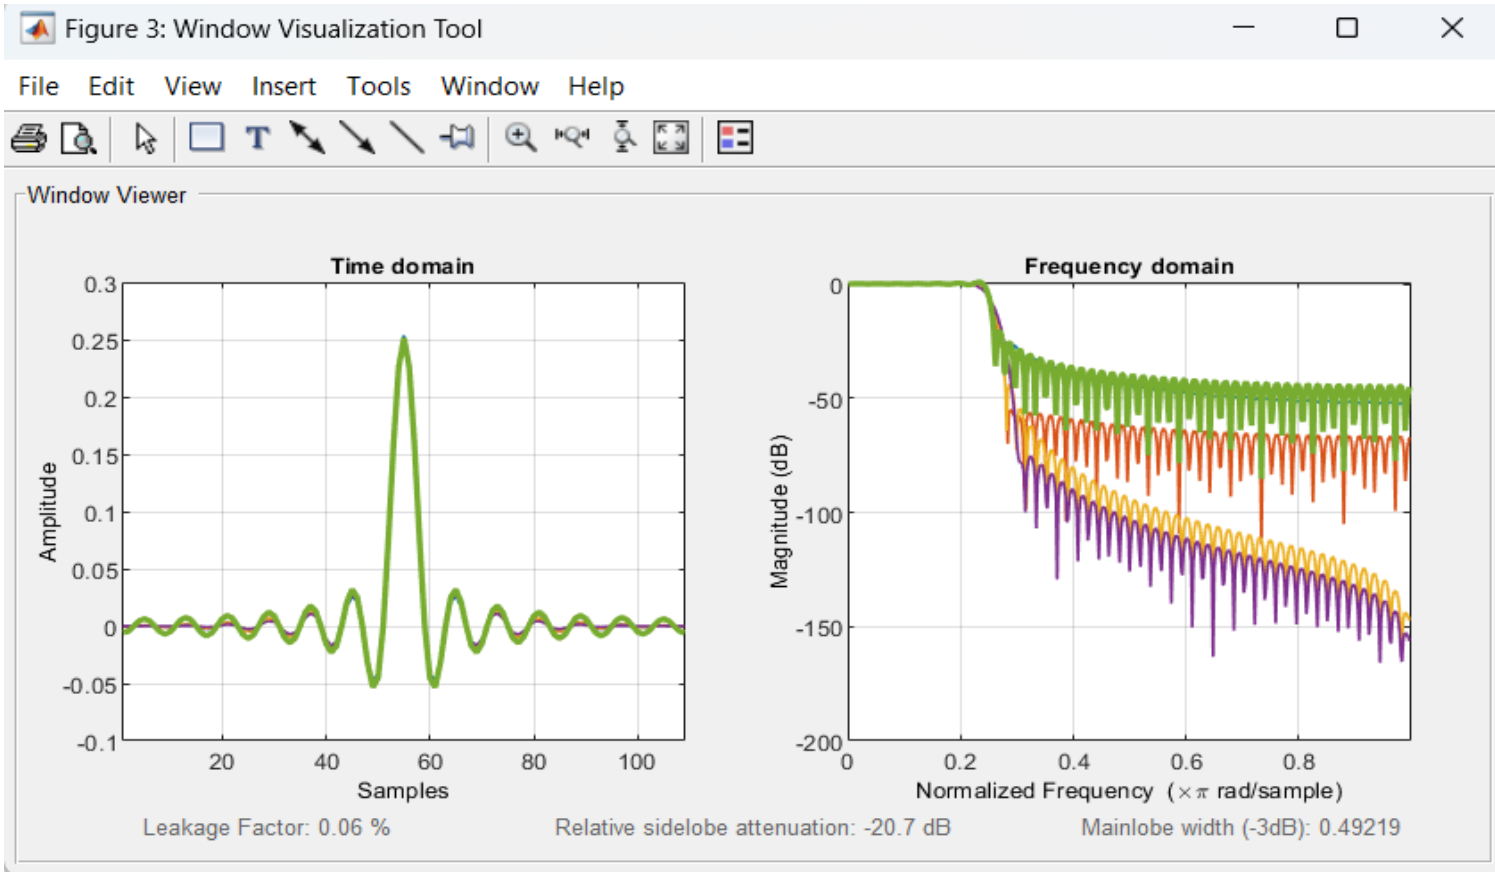 Figure 3: Window Visualization Tool
File Edit View Insert Tools Window Help
T
Window Viewer
Time domain
0.3
0.25
0.2
0.15
0.1
0.05
0
-0.05
-0.1
20 40 60 80 100
Amplitude
Samples
Frequency domain
0
-50
-100
-150
-200
0 0.2 0.4 0.6 0.8
Magnitude (dB)
Normalized Frequency (×π rad/sample)
Leakage Factor: 0.06 % Relative sidelobe attenuation: -20.7 dB Mainlobe width (-3dB): 0.49219